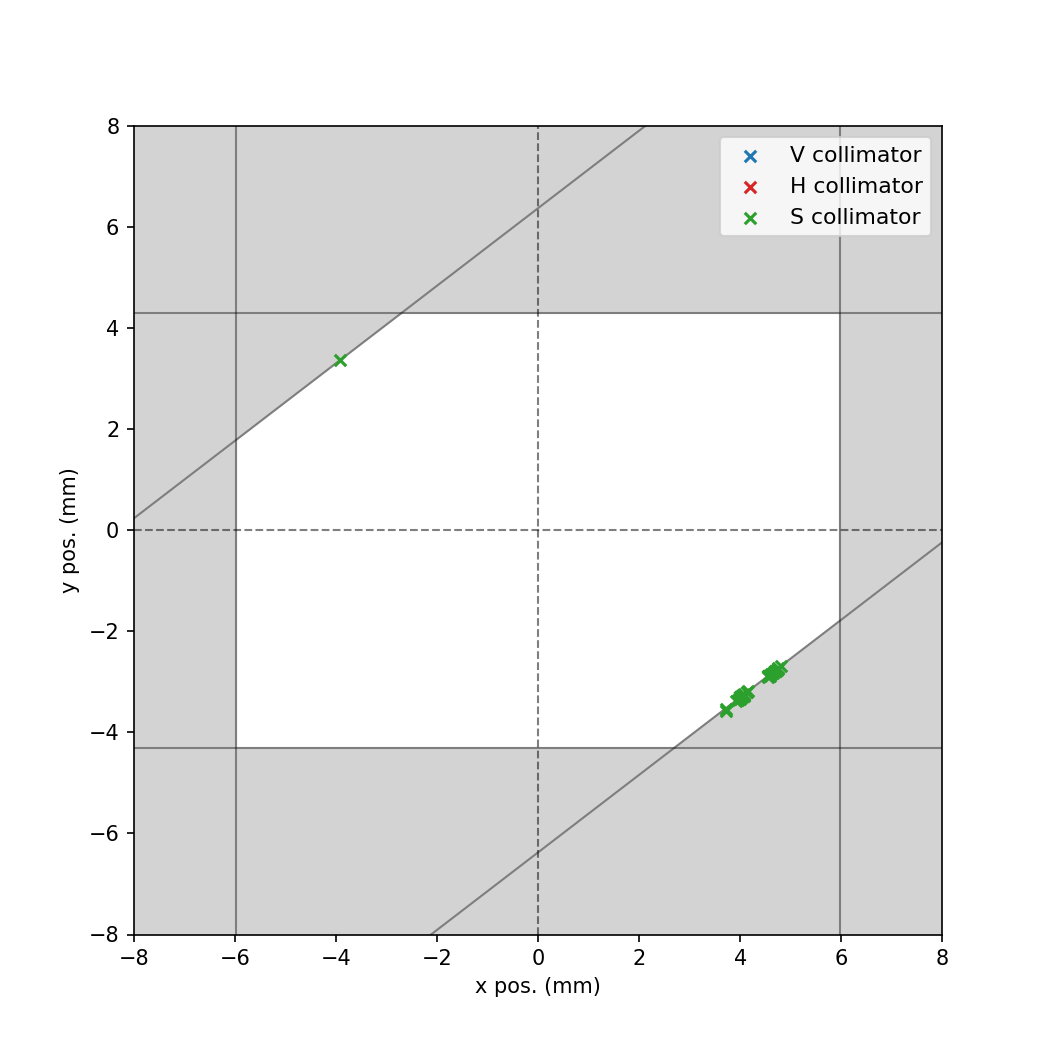 V collimator
H collimator
S collimator
8
6
4
2
0
−2
−4
−6
−8
−8 −6 −4 −2 0 2 4 6 8
x pos. (mm)
y pos. (mm)